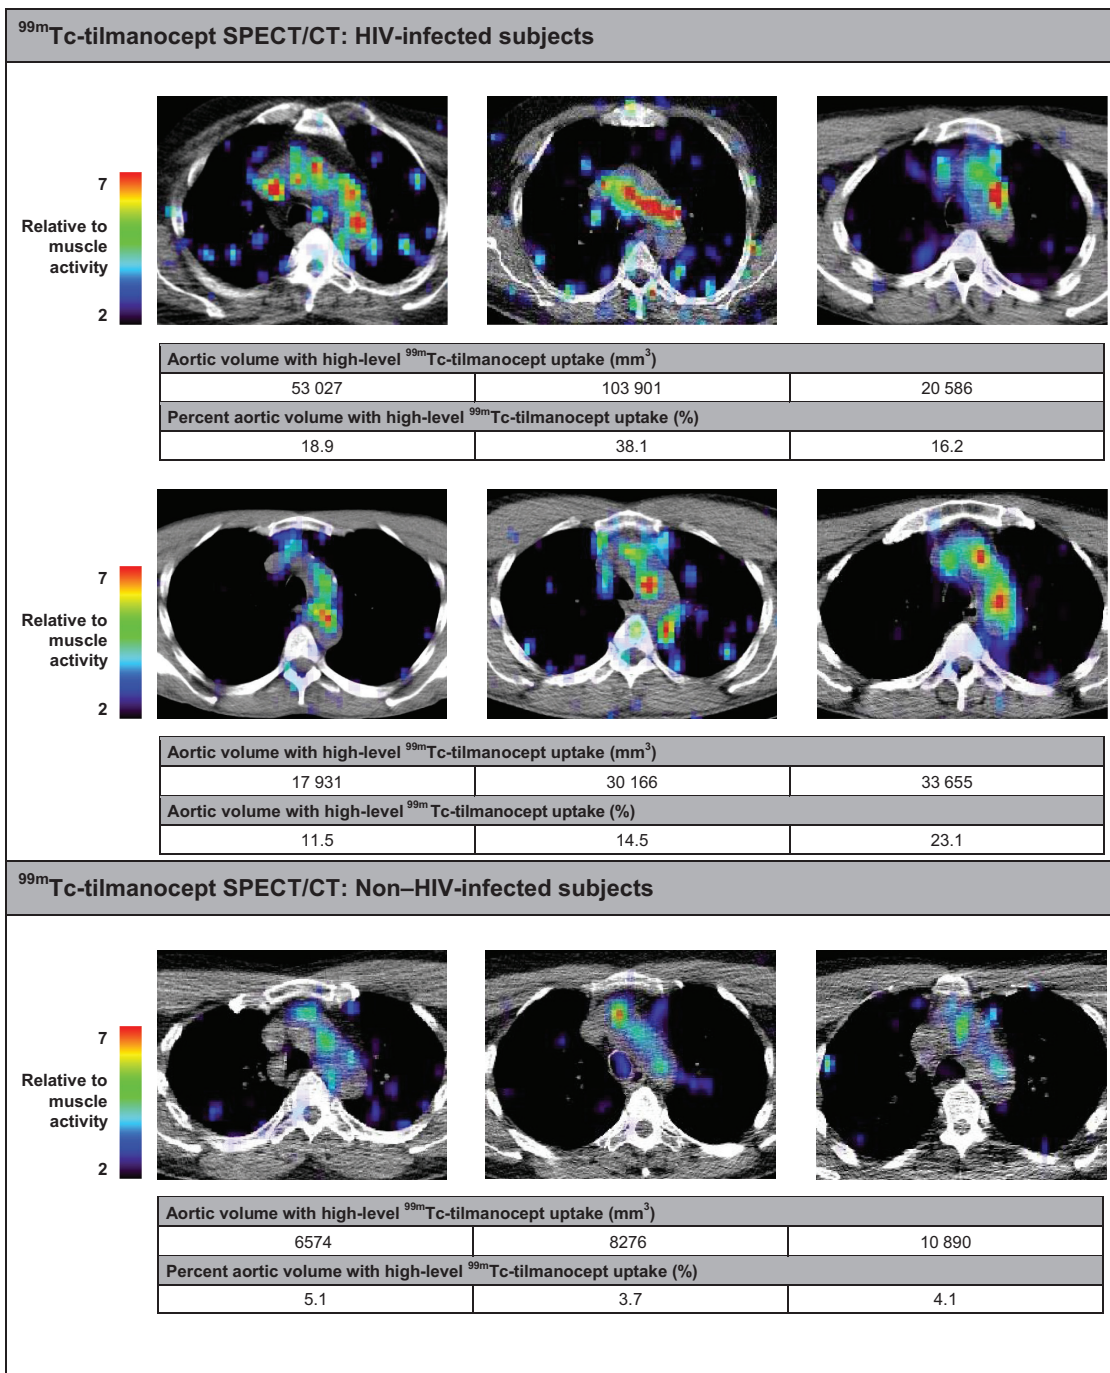 99mTc-tilmanocept SPECT/CT: HIV-infected subjects
7
Relative to
muscle
activity
2
Aortic volume with high-level 99mTc-tilmanocept uptake (mm3)
53 027 103 901 20 586
Percent aortic volume with high-level 99mTc-tilmanocept uptake (%)
18.9 38.1 16.2
7
Relative to
muscle
activity
2
Aortic volume with high-level 99mTc-tilmanocept uptake (mm3)
17 931 30 166 33 655
Aortic volume with high-level 99m Tc-tilmanocept uptake (%)
11.5 14.5 23.1
99mTc-tilmanocept SPECT/CT: Non–HIV-infected subjects
7
Relative to
muscle
activity
2
Aortic volume with high-level 99mTc-tilmanocept uptake (mm3)
6574 8276 10 890
Percent aortic volume with high-level 99mTc-tilmanocept uptake (%)
5.1 3.7 4.1